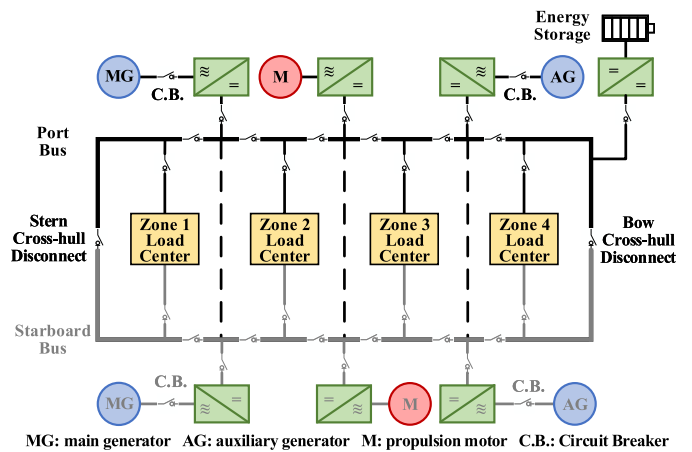 Energy
Storage
MG
C.B.
M
C.B.
AG
Port
Bus
Stern
Cross-hull
Disconnect
Zone 1
Load
Center
Zone 2
Load
Center
Zone 3
Load
Center
Zone 4
Load
Center
Bow
Cross-hull
Disconnect
Starboard
Bus
MG
C.B.
M
C.B.
AG
MG: main generator AG: auxiliary generator M: propulsion motor C.B.: Circuit Breaker